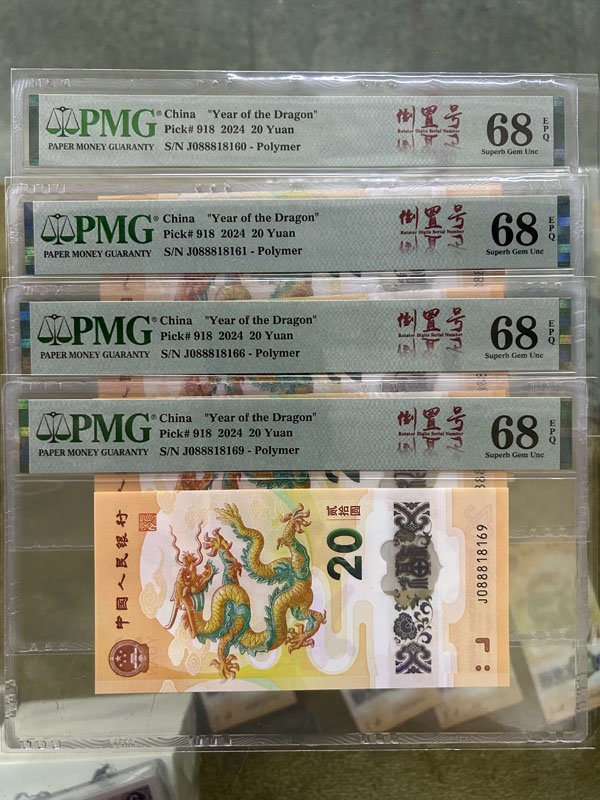 PMG®
PAPER MONEY GUARANTY
China "Year of the Dragon"
Pick# 918 2024 20 Yuan
S/N J088818160 - Polymer
倒置号
Rotator Digits Serial Number
68
EPQ
Superb Gem Unc
PMG®
PAPER MONEY GUARANTY
China "Year of the Dragon"
Pick# 918 2024 20 Yuan
S/N J088818161 - Polymer
倒置号
Rotator Digits Serial Number
68
EPQ
Superb Gem Unc
PMG®
PAPER MONEY GUARANTY
China "Year of the Dragon"
Pick# 918 2024 20 Yuan
S/N J088818166 - Polymer
倒置号
Rotator Digits Serial Number
68
EPQ
Superb Gem Unc
PMG®
PAPER MONEY GUARANTY
China "Year of the Dragon"
Pick# 918 2024 20 Yuan
S/N J088818169 - Polymer
倒置号
Rotator Digits Serial Number
68
EPQ
Superb Gem Unc
中国人民银行
贰拾圆
20
福
J088818169